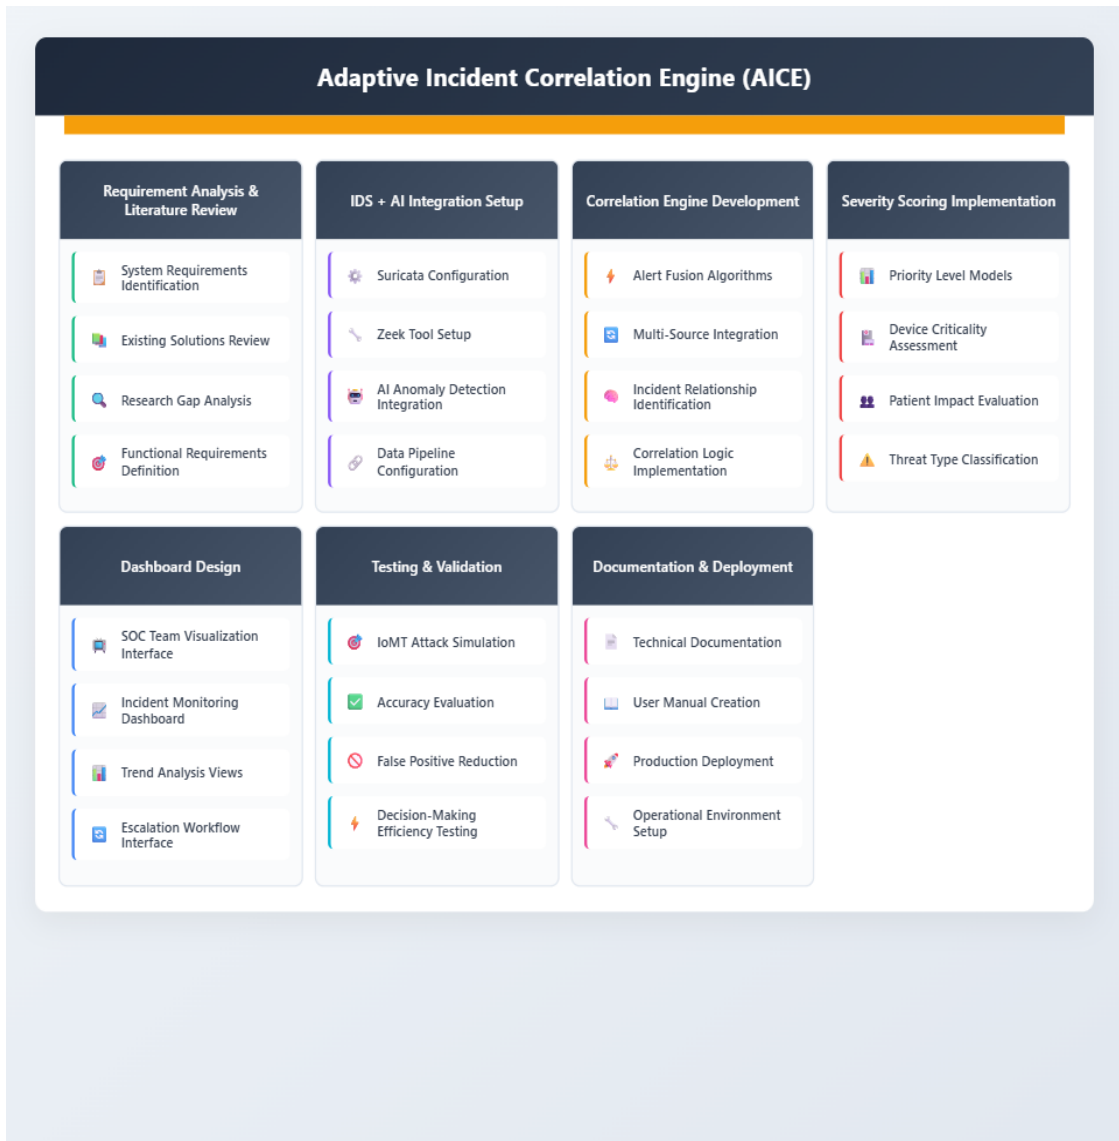 Adaptive Incident Correlation Engine (AICE)
Requirement Analysis &
Literature Review
System Requirements
Identification
Existing Solutions Review
Research Gap Analysis
Functional Requirements
Definition
IDS + AI Integration Setup
Suricata Configuration
Zeek Tool Setup
AI Anomaly Detection
Integration
Data Pipeline
Configuration
Correlation Engine Development
Alert Fusion Algorithms
Multi-Source Integration
Incident Relationship
Identification
Correlation Logic
Implementation
Severity Scoring Implementation
Priority Level Models
Device Criticality
Assessment
Patient Impact Evaluation
Threat Type Classification
Dashboard Design
SOC Team Visualization
Interface
Incident Monitoring
Dashboard
Trend Analysis Views
Escalation Workflow
Interface
Testing & Validation
IoMT Attack Simulation
Accuracy Evaluation
False Positive Reduction
Decision-Making
Efficiency Testing
Documentation & Deployment
Technical Documentation
User Manual Creation
Production Deployment
Operational Environment
Setup